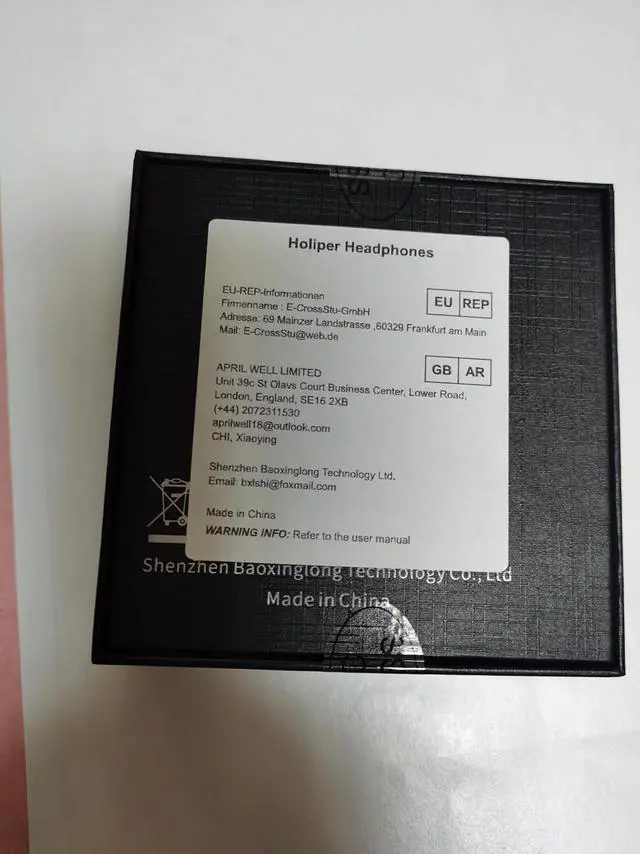 Holiper Headphones
EU-REP-Informationen
EU REP
Firmenname : E-CrossStu-GmbH
Adresse: 69 Mainzer Landstrasse ,60329 Frankfurt am Main
Mail: E-CrossStu@web.de
GB AR
APRIL WELL LIMITED
Unit 39c St Olavs Court Business Center, Lower Road,
London, England, SE16 2XB
(+44) 2072311530
aprilwell18@outlook.com
CHI, Xiaoying
Shenzhen Baoxinglong Technology Ltd.
Email: bxlshi@foxmail.com
Made in China
WARNING INFO: Refer to the user manual
Shenzhen Baoxinglong Technology Co., Ltd
Made in China